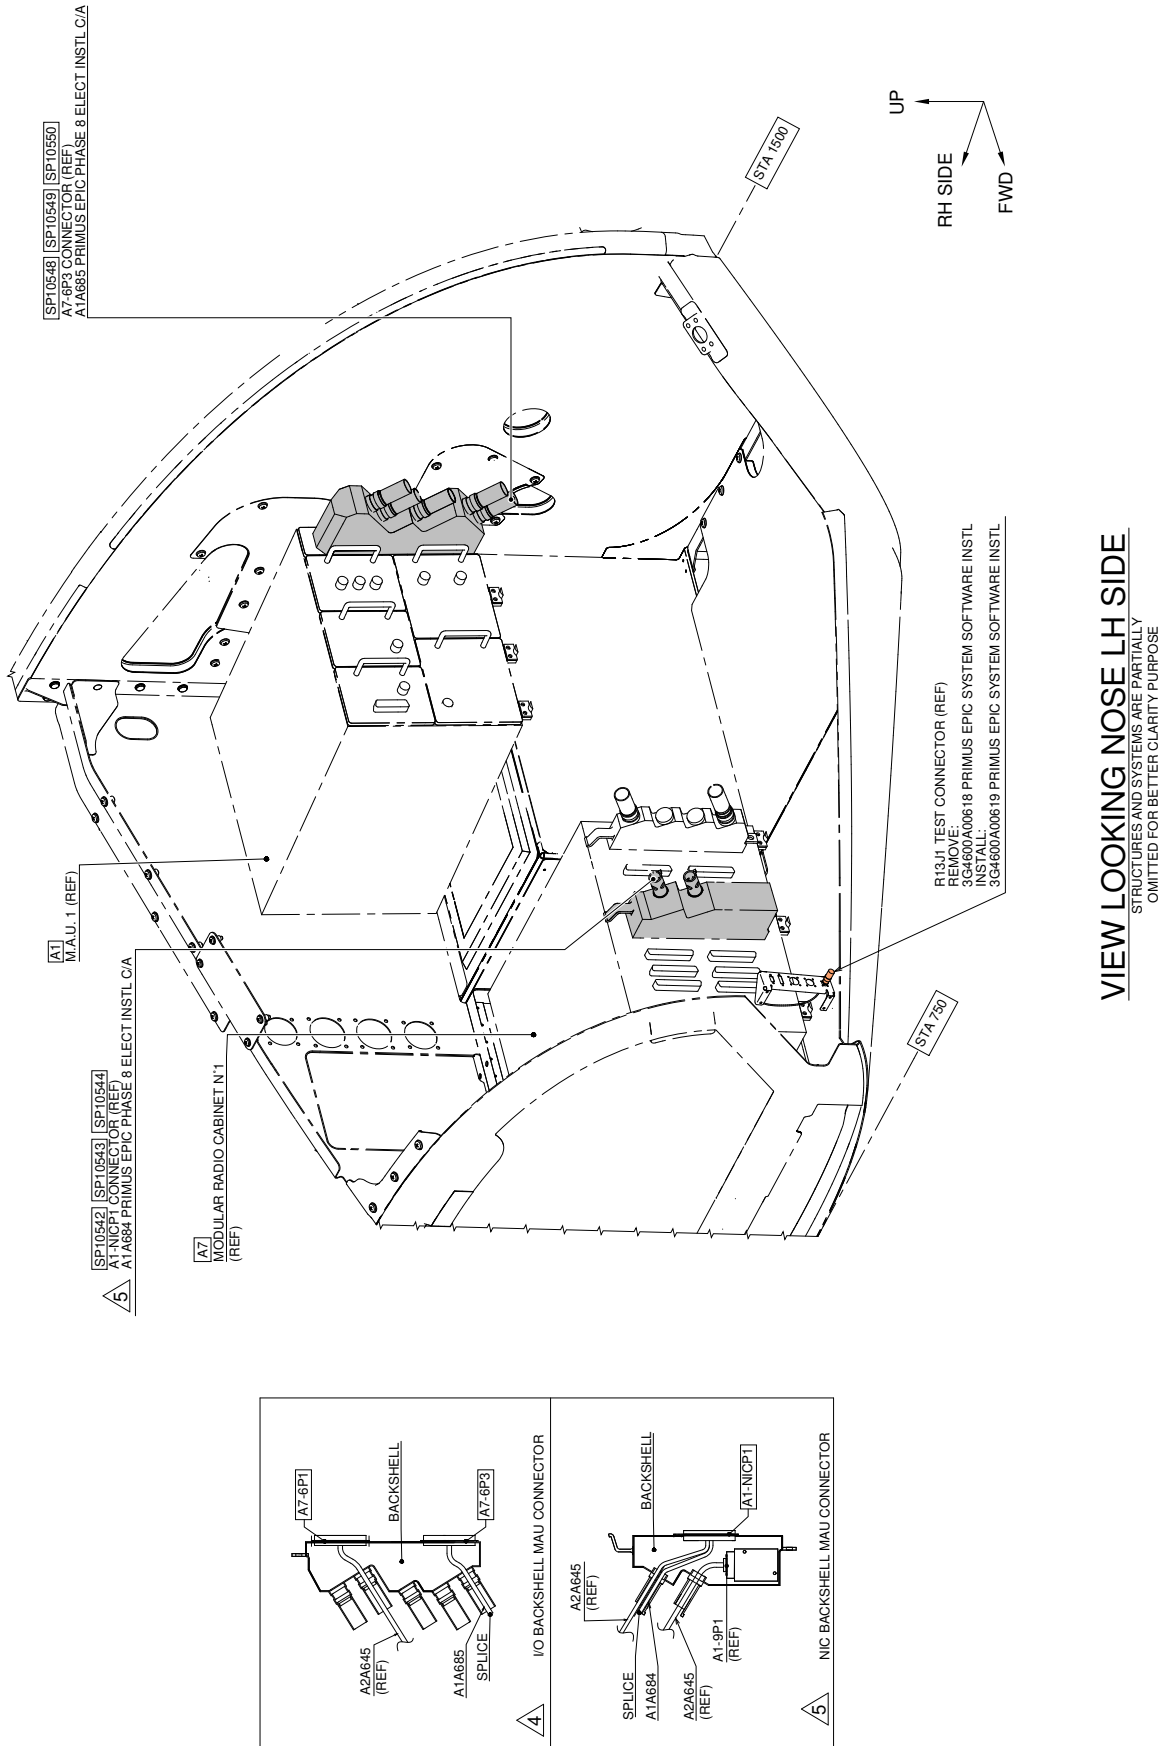 SP10548 SP10549 SP10550
A7-6P3 CONNECTOR (REF)
A1A685 PRIMUS EPIC PHASE 8 ELECT INSTL C/A
A1
M.A.U. 1 (REF)
SP10542 SP10543 SP10544
A1-NICP1 CONNECTOR (REF)
A1A684 PRIMUS EPIC PHASE 8 ELECT INSTL C/A
5
A7
MODULAR RADIO CABINET N°1
(REF)
STA 1500
UP
RH SIDE
FWD
R13J1 TEST CONNECTOR (REF)
REMOVE:
3G4600A00618 PRIMUS EPIC SYSTEM SOFTWARE INSTL
INSTALL:
3G4600A00619 PRIMUS EPIC SYSTEM SOFTWARE INSTL
STA 750
A7-6P1
BACKSHELL
A7-6P3
A2A645
(REF)
A1A685
SPLICE
4
I/O BACKSHELL MAU CONNECTOR
A2A645
(REF)
BACKSHELL
A1-NICP1
SPLICE
A1A684
A2A645
(REF)
A1-9P1
(REF)
5
NIC BACKSHELL MAU CONNECTOR
VIEW LOOKING NOSE LH SIDE
STRUCTURES AND SYSTEMS ARE PARTIALLY
OMITTED FOR BETTER CLARITY PURPOSE